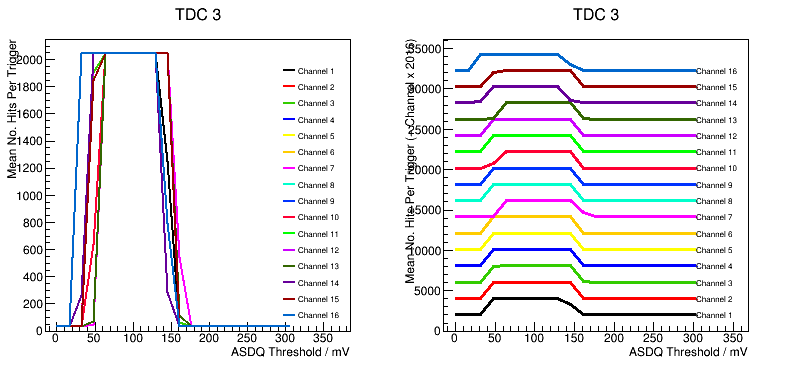 TDC 3
Mean No. Hits Per Trigger
2000
1800
1600
1400
1200
1000
800
600
400
200
0
0 50 100 150 200 250 300 350
ASDQ Threshold / mV
Channel 1
Channel 2
Channel 3
Channel 4
Channel 5
Channel 6
Channel 7
Channel 8
Channel 9
Channel 10
Channel 11
Channel 12
Channel 13
Channel 14
Channel 15
Channel 16
TDC 3
Mean No. Hits Per Trigger (+ Channel x
35000
30000
25000
20000
15000
10000
5000
0
0 50 100 150 200 250 300 350
ASDQ Threshold / mV
Channel 16
Channel 15
Channel 14
Channel 13
Channel 12
Channel 11
Channel 10
Channel 9
Channel 8
Channel 7
Channel 6
Channel 5
Channel 4
Channel 3
Channel 2
Channel 1